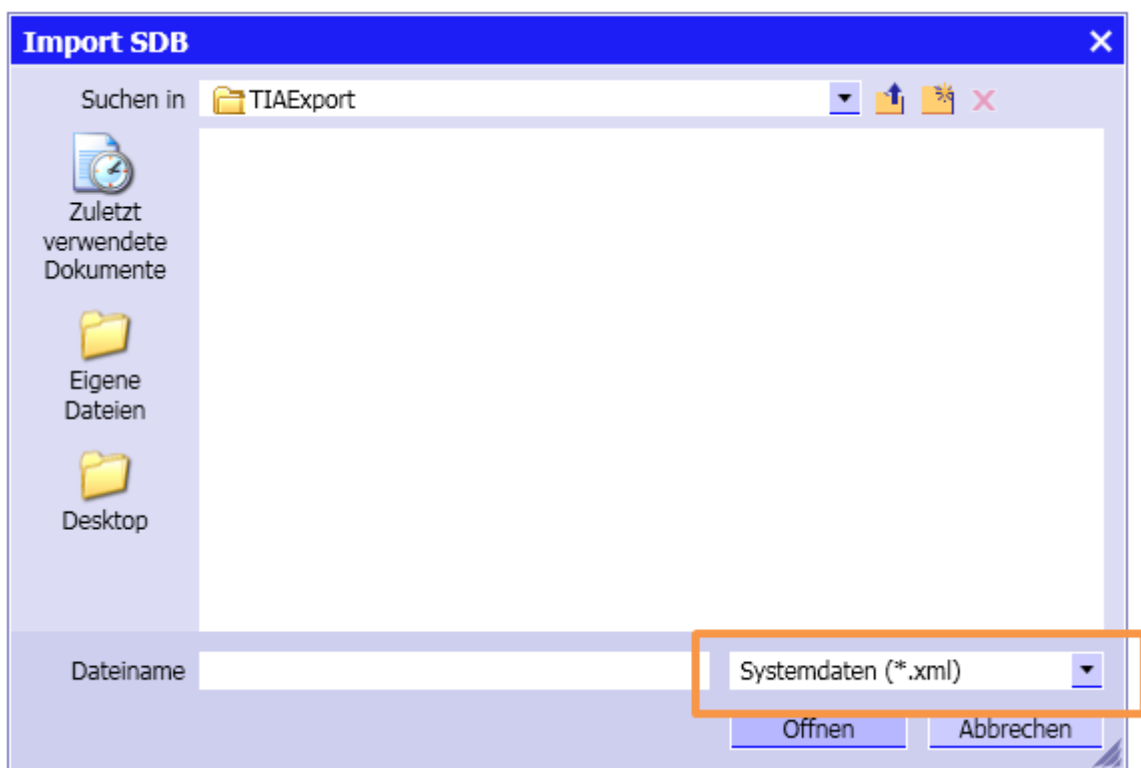 Import SDB
Suchen in
TIAExport
Zuletzt
verwendete
Dokumente
Eigene
Dateien
Desktop
Dateiname
Systemdaten (*.xml)
Öffnen
Abbrechen